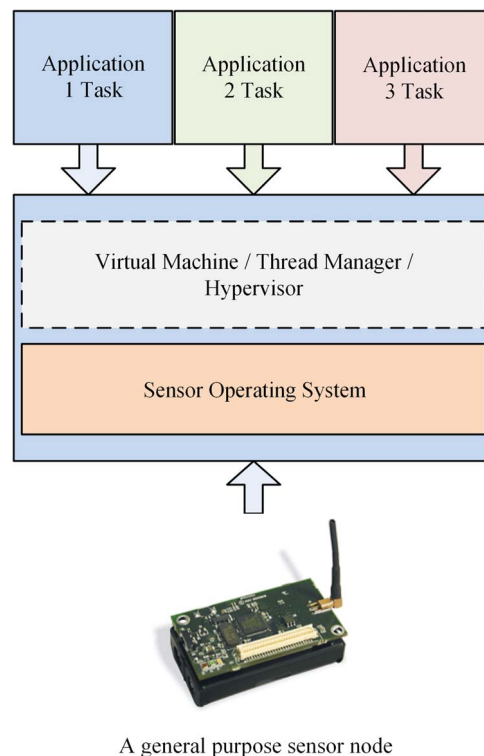 Application
1 Task
Application
2 Task
Application
3 Task
Virtual Machine / Thread Manager /
Hypervisor
Sensor Operating System
A general purpose sensor node